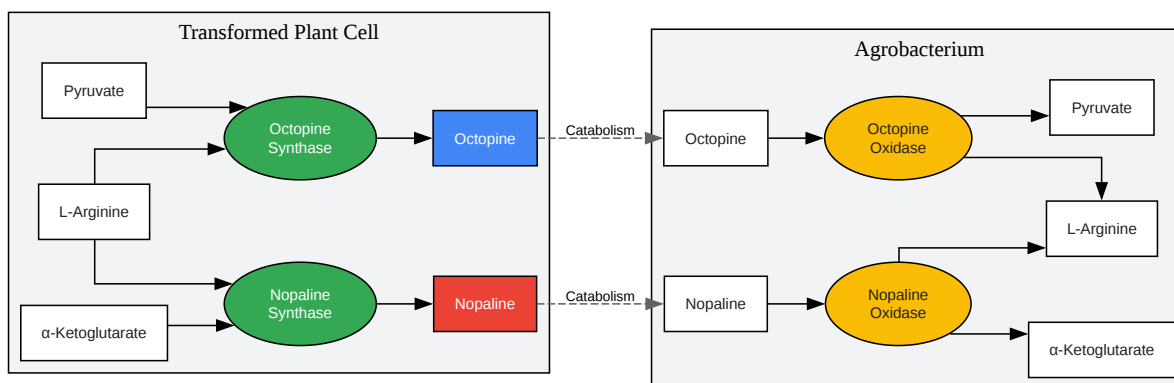 Transformed Plant Cell
Pyruvate
Octopine
Synthase
Octopine
L-Arginine
Nopaline
Synthase
Nopaline
α-Ketoglutarate
Catabolism
Catabolism
Agrobacterium
Octopine
Octopine
Oxidase
Pyruvate
L-Arginine
Nopaline
Nopaline
Oxidase
α-Ketoglutarate